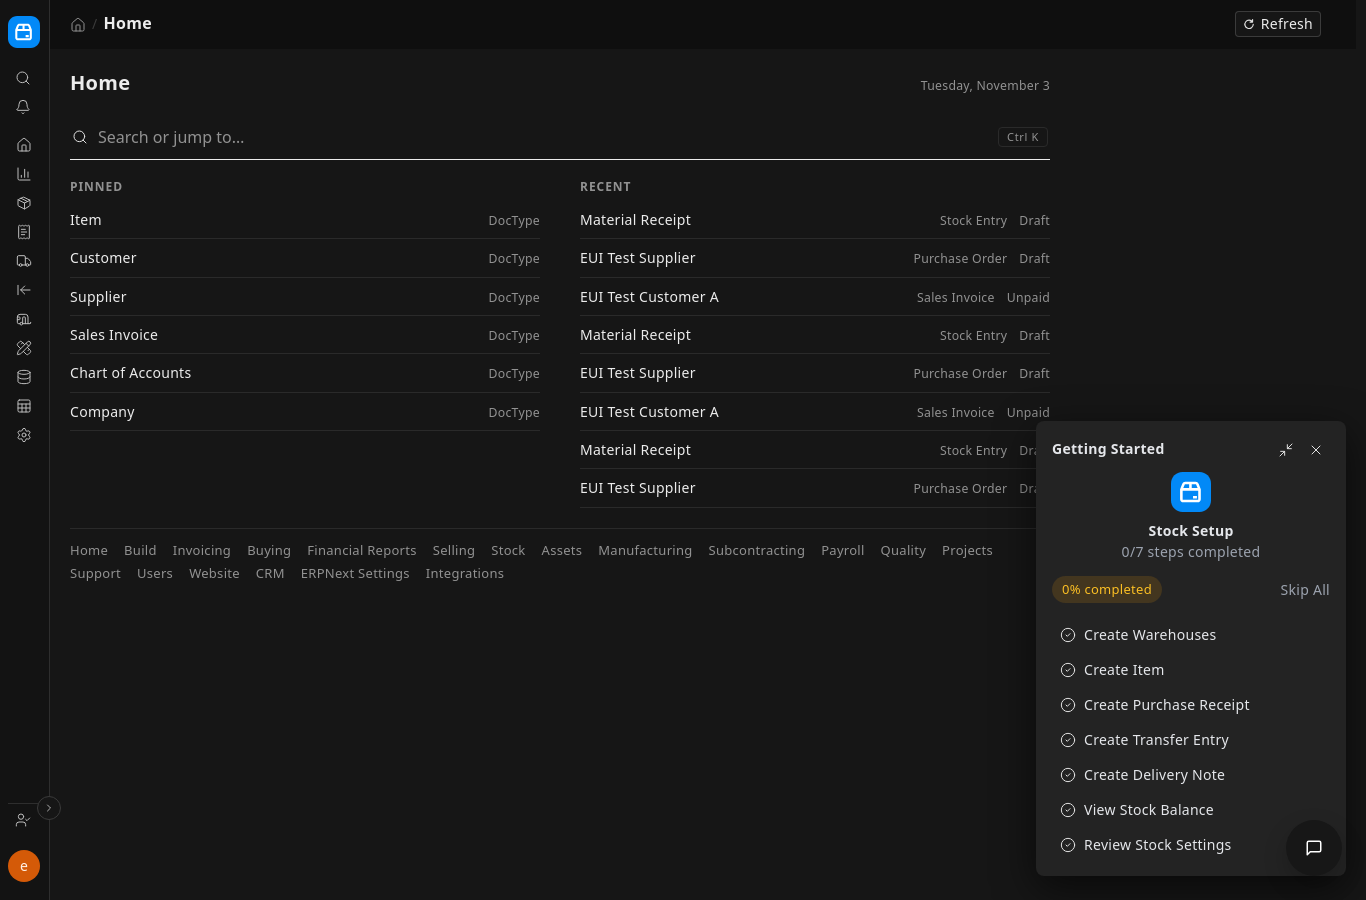 / Home
Refresh
Home
Tuesday, November 3
Search or jump to...
Ctrl K
PINNED
Item DocType
Customer DocType
Supplier DocType
Sales Invoice DocType
Chart of Accounts DocType
Company DocType
RECENT
Material Receipt Stock Entry Draft
EUI Test Supplier Purchase Order Draft
EUI Test Customer A Sales Invoice Unpaid
Material Receipt Stock Entry Draft
EUI Test Supplier Purchase Order Draft
EUI Test Customer A Sales Invoice Unpaid
Material Receipt Stock Entry
EUI Test Supplier Purchase Order
Home Build Invoicing Buying Financial Reports Selling Stock Assets Manufacturing Subcontracting Payroll Quality Projects
Support Users Website CRM ERPNext Settings Integrations
Getting Started
Stock Setup
0/7 steps completed
0% completed
Skip All
Create Warehouses
Create Item
Create Purchase Receipt
Create Transfer Entry
Create Delivery Note
View Stock Balance
Review Stock Settings
e